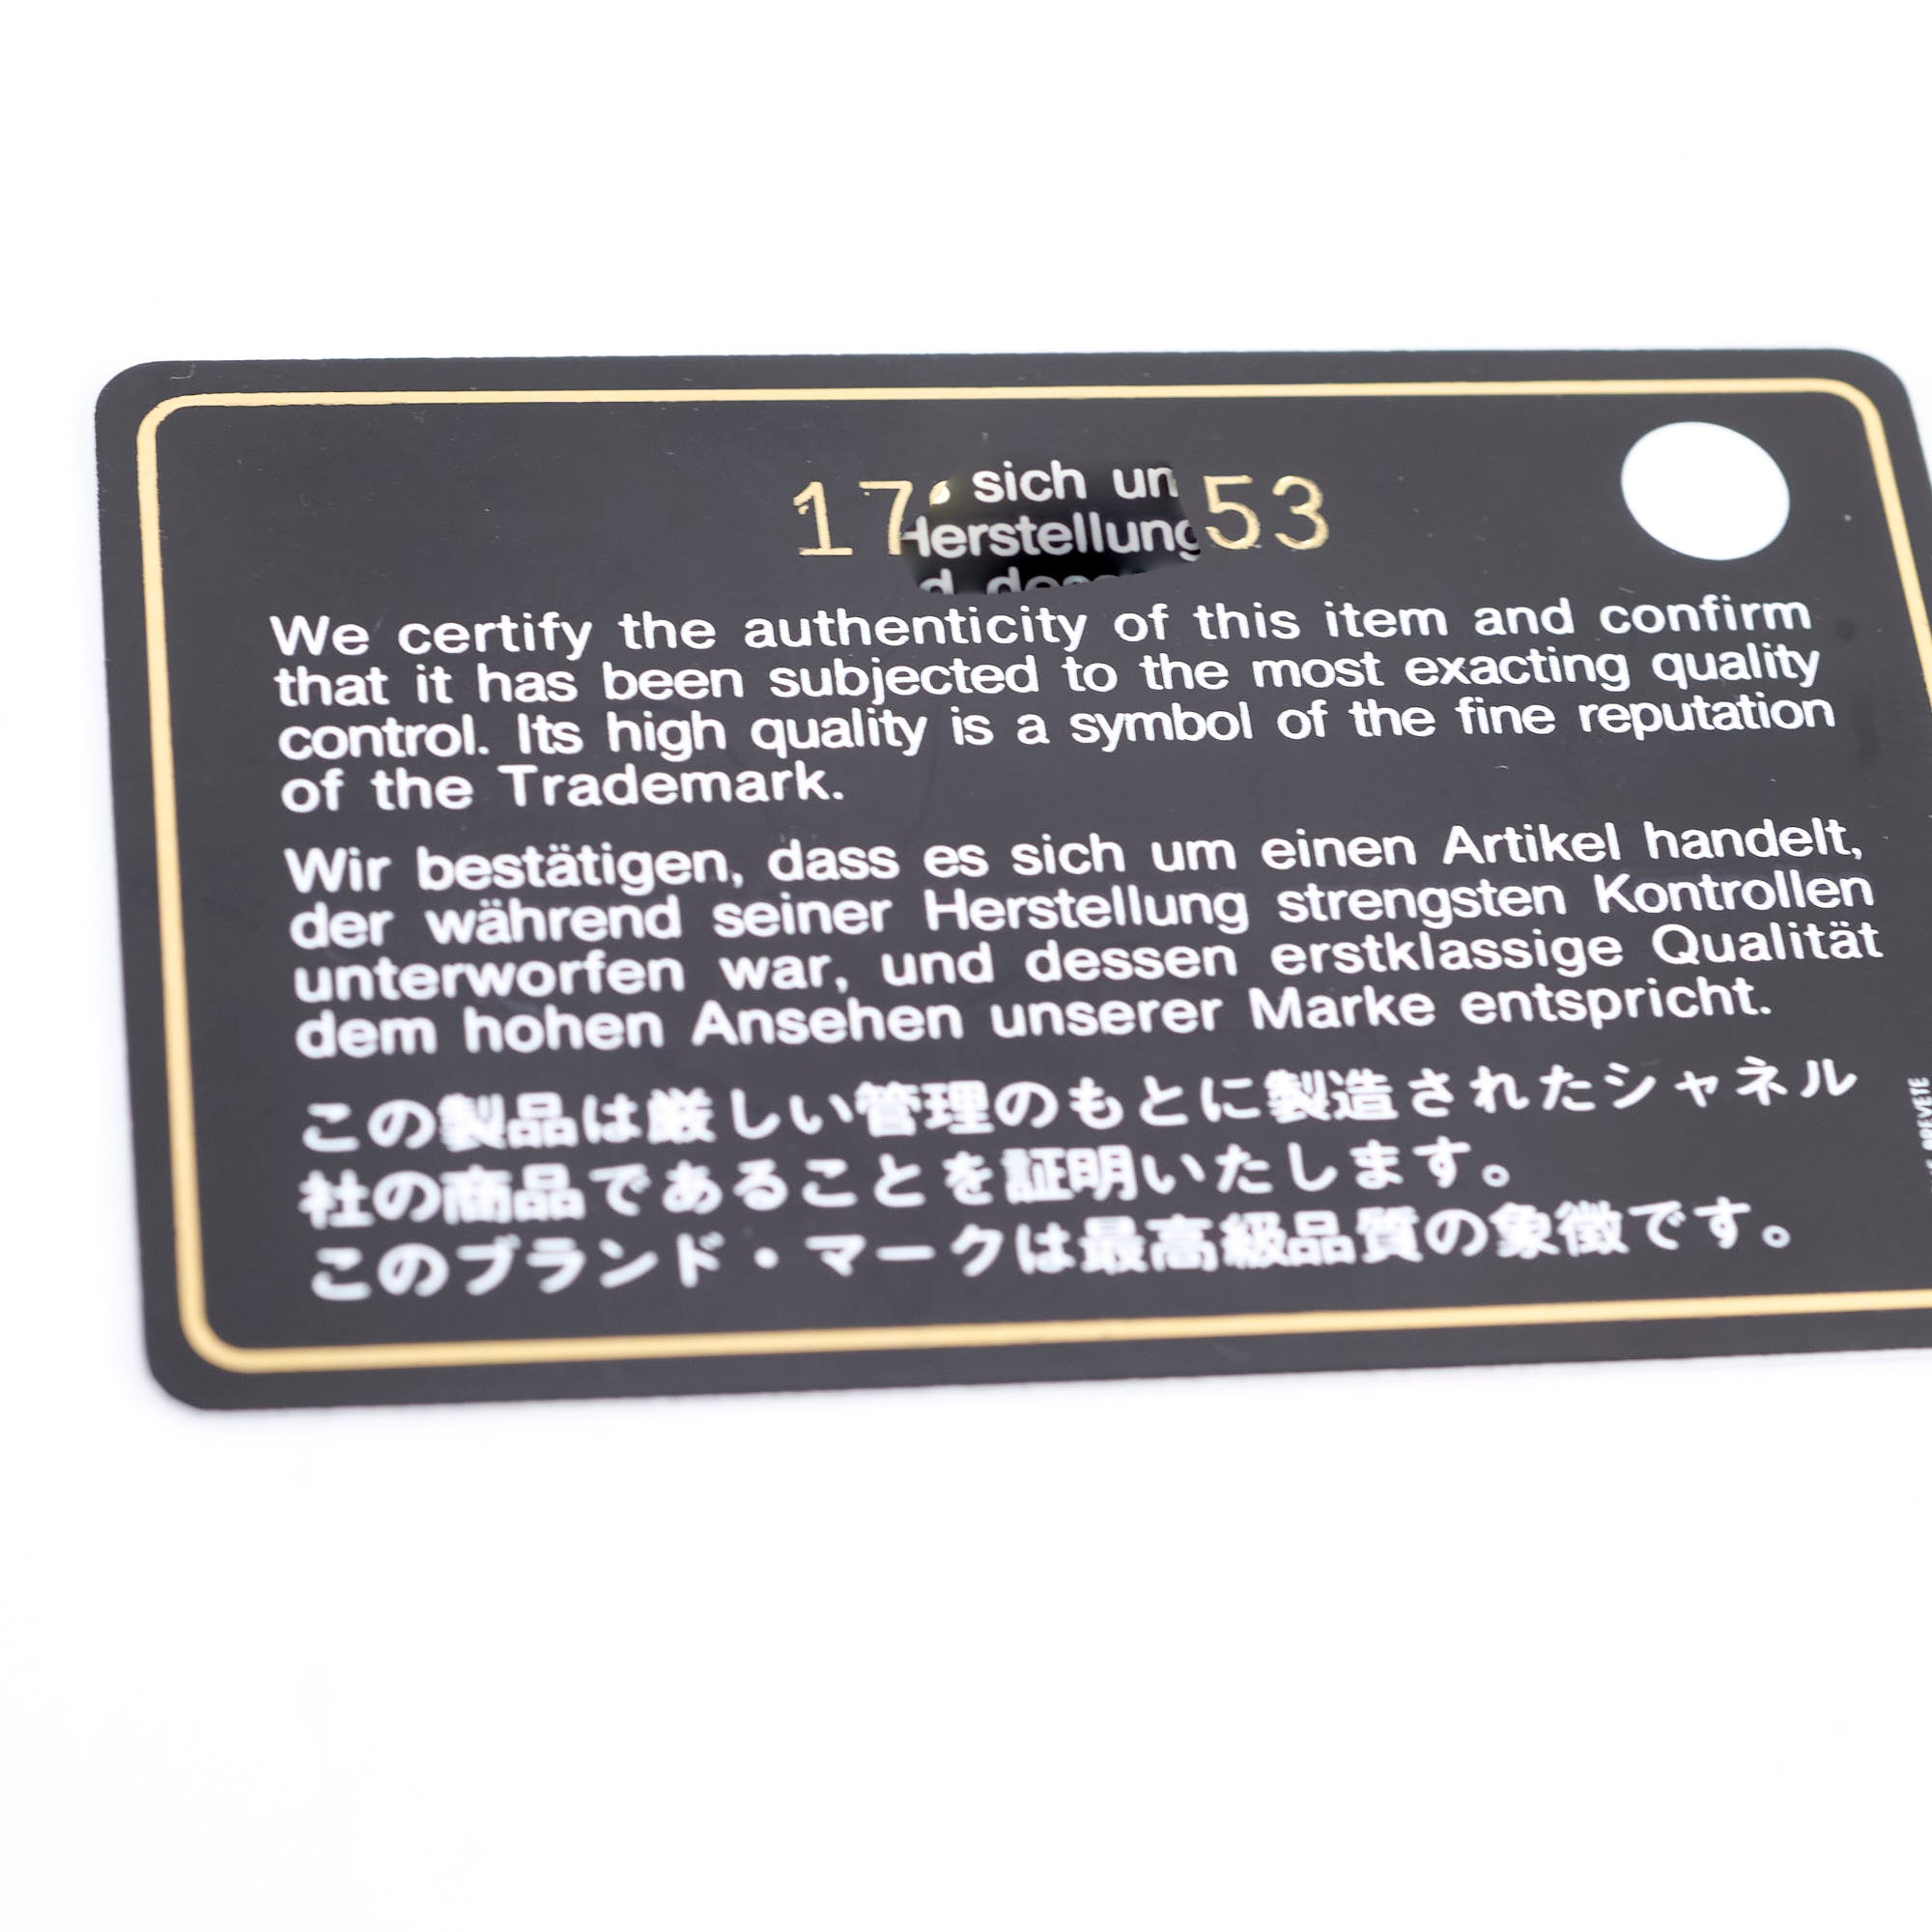 17 sich um 53
Herstellung
We certify the authenticity of this item and confirm
that it has been subjected to the most exacting quality
control. Its high quality is a symbol of the fine reputation
of the Trademark.
Wir bestätigen, dass es sich um einen Artikel handelt,
der während seiner Herstellung strengsten Kontrollen
unterworfen war, und dessen erstklassige Qualität
dem hohen Ansehen unserer Marke entspricht.
この製品は厳しい管理のもとに製造されたシャネル
社の商品であることを証明いたします。
このブランド・マークは最高級品質の象徴です。